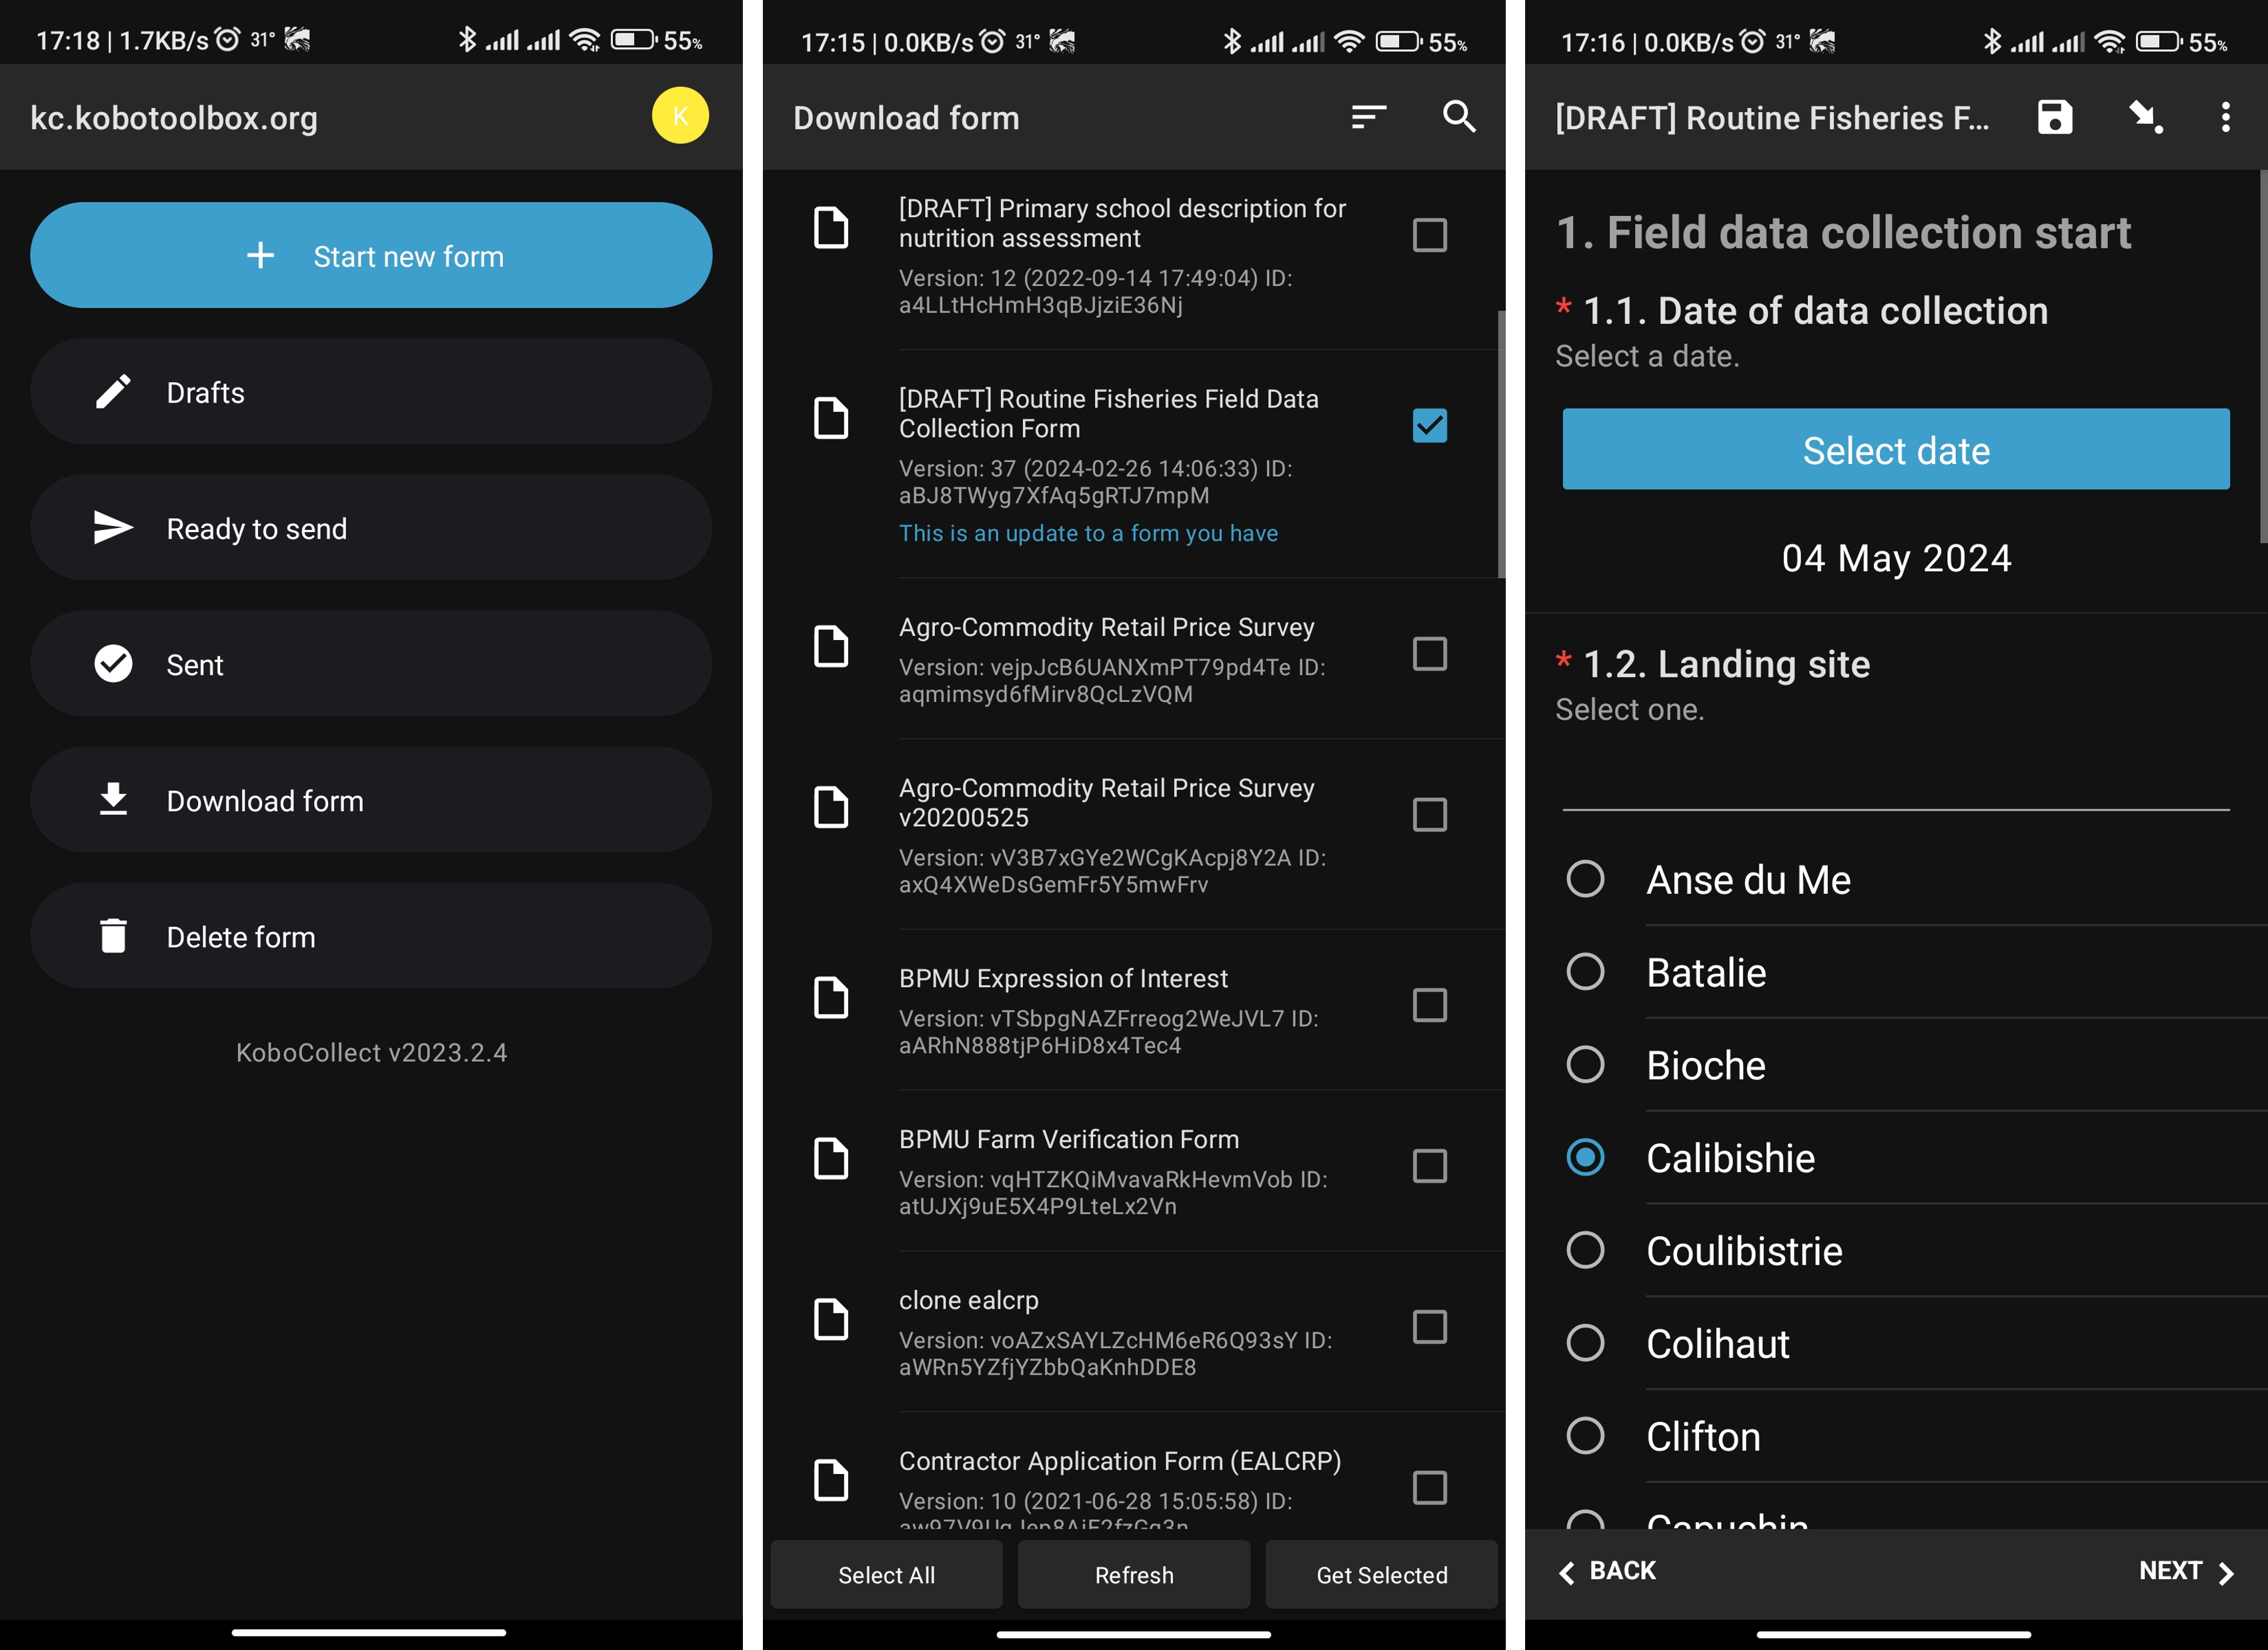 17:18 | 1.7KB/s 31° 55%
kc.kobotoolbox.org
K
Start new form
Drafts
Ready to send
Sent
Download form
Delete form
KoboCollect v2023.2.4
17:15 | 0.0KB/s 31° 55%
Download form
[DRAFT] Primary school description for
nutrition assessment
Version: 12 (2022-09-14 17:49:04) ID:
a4LLtHcHmH3qBJjziE36Nj
[DRAFT] Routine Fisheries Field Data
Collection Form
Version: 37 (2024-02-26 14:06:33) ID:
aBJ8TWyg7XfAq5gRTJ7mpM
This is an update to a form you have
Agro-Commodity Retail Price Survey
Version: vejpJcB6UANXmPT79pd4Te ID:
aqmimsyd6fMirv8QcLzVQM
Agro-Commodity Retail Price Survey
v20200525
Version: vV3B7xGYe2WCgKAcpj8Y2A ID:
axQ4XWeDsGemFr5Y5mwFrv
BPMU Expression of Interest
Version: vTSbpgNAZFrreog2WeJVL7 ID:
aARhN888tjP6HiD8x4Tec4
BPMU Farm Verification Form
Version: vqHTZKQiMvavaRkHevmVob ID:
atUJXj9uE5X4P9LteLx2Vn
clone ealcrp
Version: voAZxSAYLZcHM6eR6Q93sY ID:
aWRn5YZfjYZbbQaKnhDDE8
Contractor Application Form (EALCRP)
Version: 10 (2021-06-28 15:05:58) ID:
Select All Refresh Get Selected
17:16 | 0.0KB/s 31° 55%
[DRAFT] Routine Fisheries F...
1. Field data collection start
* 1.1. Date of data collection
Select a date.
Select date
04 May 2024
* 1.2. Landing site
Select one.
Anse du Me
Batalie
Bioche
Calibishie
Coulibistrie
Colihaut
Clifton
Capuchin
BACK NEXT